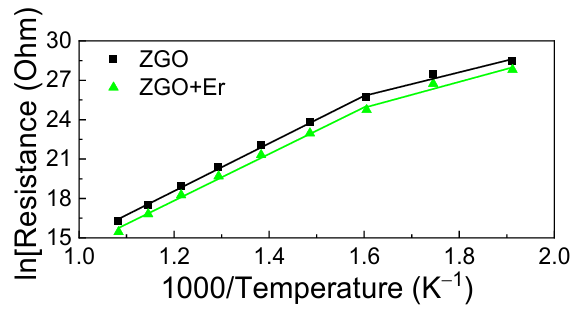 ln[Resistance (Ohm)
30
27
24
21
18
15
ZGO
ZGO+Er
1.0 1.2 1.4 1.6 1.8 2.0
1000/Temperature (K⁻¹)